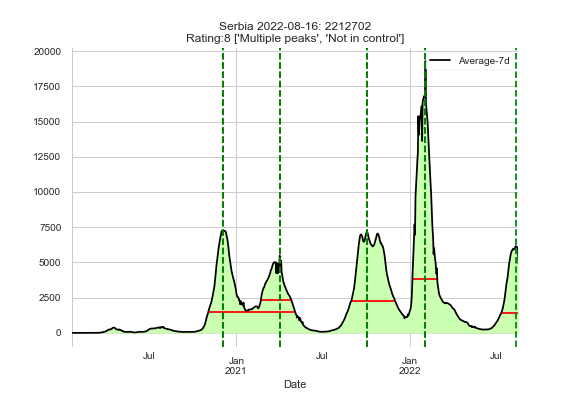 Serbia 2022-08-16: 2212702
Rating:8 ['Multiple peaks', 'Not in control']
Average-7d
20000
17500
15000
12500
10000
7500
5000
2500
0
Jul
Jan
2021
Jul
Jan
2022
Jul
Date